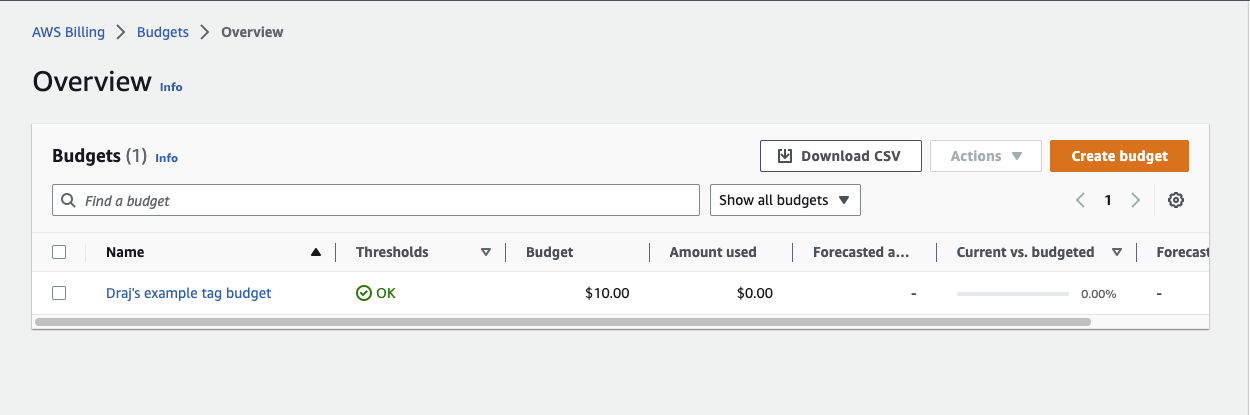 AWS Billing > Budgets > Overview
Overview Info
Budgets (1) Info Download CSV Actions Create budget
Find a budget Show all budgets 1
Name Thresholds Budget Amount used Forecasted a... Current vs. budgeted Forecast
Draj's example tag budget OK $10.00 $0.00 - 0.00% -